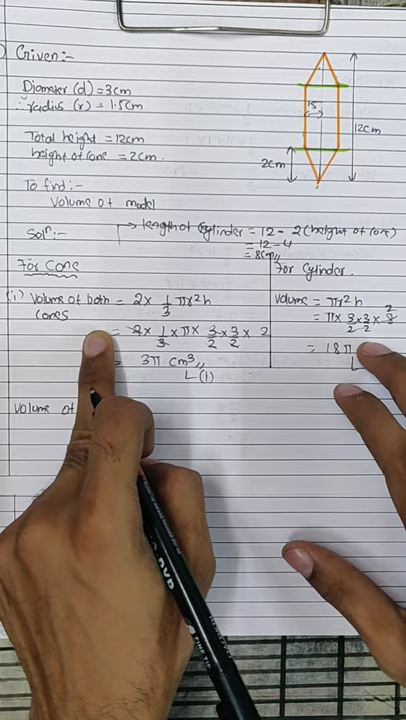 Given:-
Diameter (d) = 3cm
∴ radius (r) = 1.5cm
Total height = 12cm
height of cone = 2cm.
1.5
12cm
2cm
To find:-
Volume of model
Solⁿ:-
→ length of Cylinder = 12 - 2(height of cone)
= 12 - 4
= 8cm,,
For Cone
(i) Volume of both = 2 × 1/3 πr²h
cones
= 2 × 1/3 × π × 3/2 × 3/2 × 2
= 3π cm³,,
(1)
For Cylinder.
Volume = πr²h
= π × 3/2 × 3/2 × 8 2
= 18π
Volume of